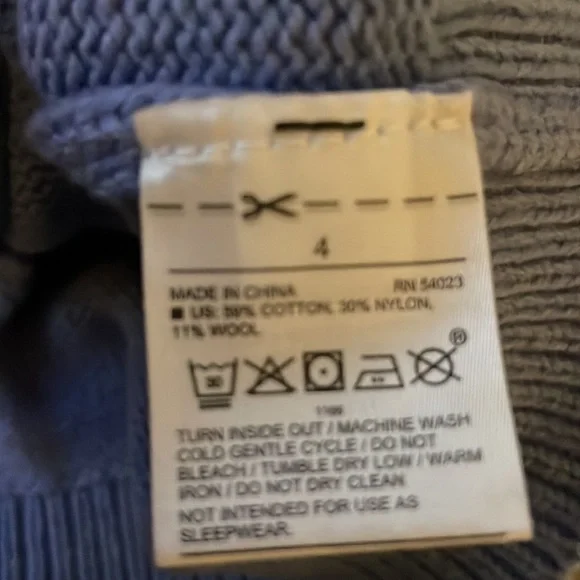 4
MADE IN CHINA RN 54023
US: 59% COTTON, 30% NYLON,
11% WOOL
30
TURN INSIDE OUT / MACHINE WASH
COLD GENTLE CYCLE / DO NOT
BLEACH / TUMBLE DRY LOW / WARM
IRON / DO NOT DRY CLEAN
NOT INTENDED FOR USE AS
SLEEPWEAR.